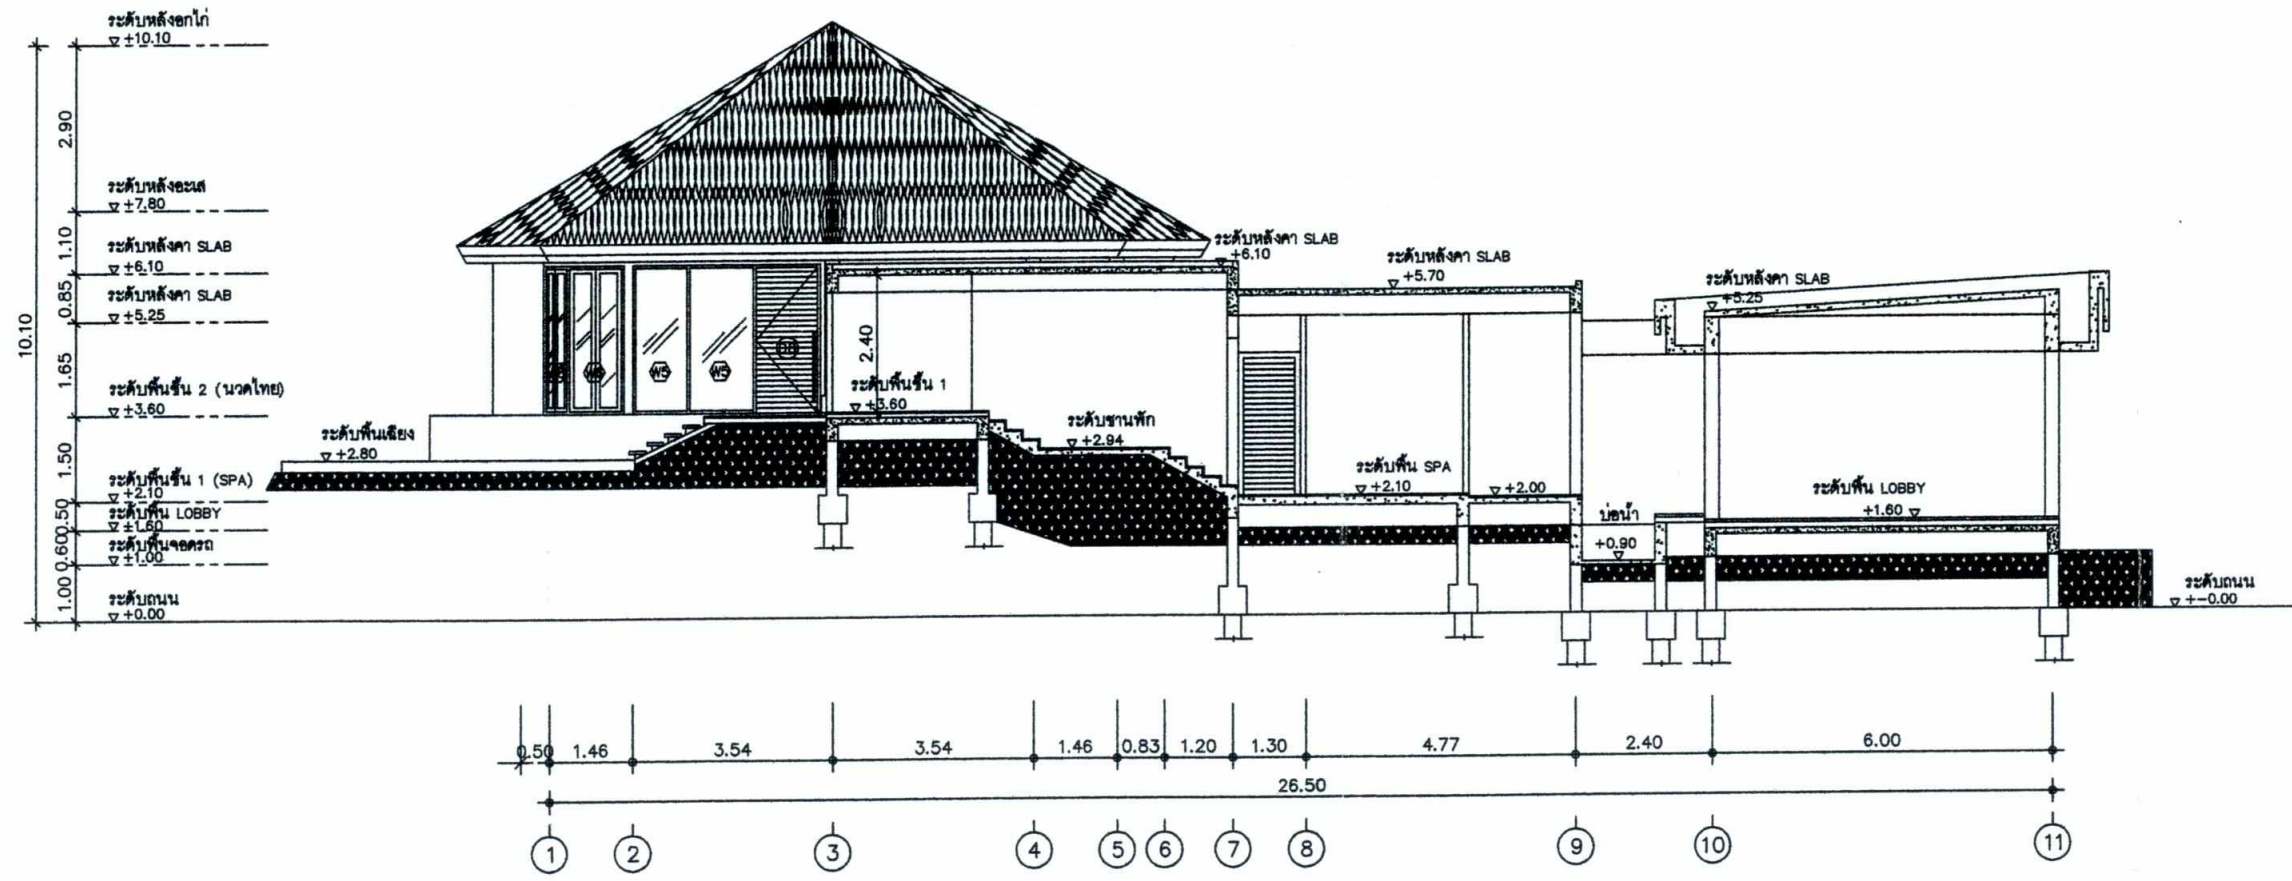 ระดับหลังอกไก่
+10.10
2.90
ระดับหลังอะเส
+7.80
1.10
ระดับหลังคา SLAB
+6.10
0.85
ระดับหลังคา SLAB
+5.25
10.10
1.65
ระดับพื้นชั้น 2 (นวดไทย)
+3.60
1.50
ระดับพื้นชั้น 1 (SPA)
+2.10
0.50
ระดับพื้น LOBBY
+1.60
0.60
ระดับพื้นจอดรถ
+1.00
1.00
ระดับถนน
+0.00
ระดับพื้นเฉียง
+2.80
W5
W5
W5
2.40
ระดับพื้นชั้น 1
+3.60
ระดับชานพัก
+2.94
ระดับหลังคา SLAB
+6.10
ระดับหลังคา SLAB
+5.70
ระดับหลังคา SLAB
+5.25
ระดับพื้น SPA
+2.10
+2.00
บ่อน้ำ
+0.90
ระดับพื้น LOBBY
+1.60
ระดับถนน
+-0.00
0.50 1.46 3.54 3.54 1.46 0.83 1.20 1.30 4.77 2.40 6.00
26.50
1 2 3 4 5 6 7 8 9 10 11